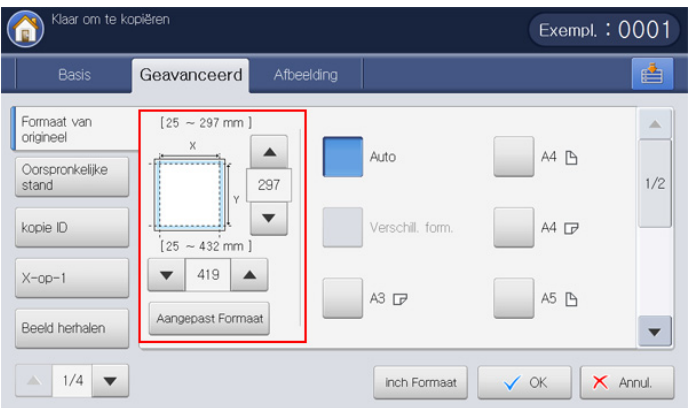 Klaar om te kopiëren
Exempl. : 0001
Basis
Geavanceerd
Afbeelding
Formaat van
origineel
Oorspronkelijke
stand
kopie ID
X-op-1
Beeld herhalen
1/4
[25 ~ 297 mm ]
X
Y
297
[25 ~ 432 mm ]
419
Aangepast Formaat
Auto
Verschill. form.
A3
A4
A4
A5
1/2
Inch Formaat
OK
Annul.